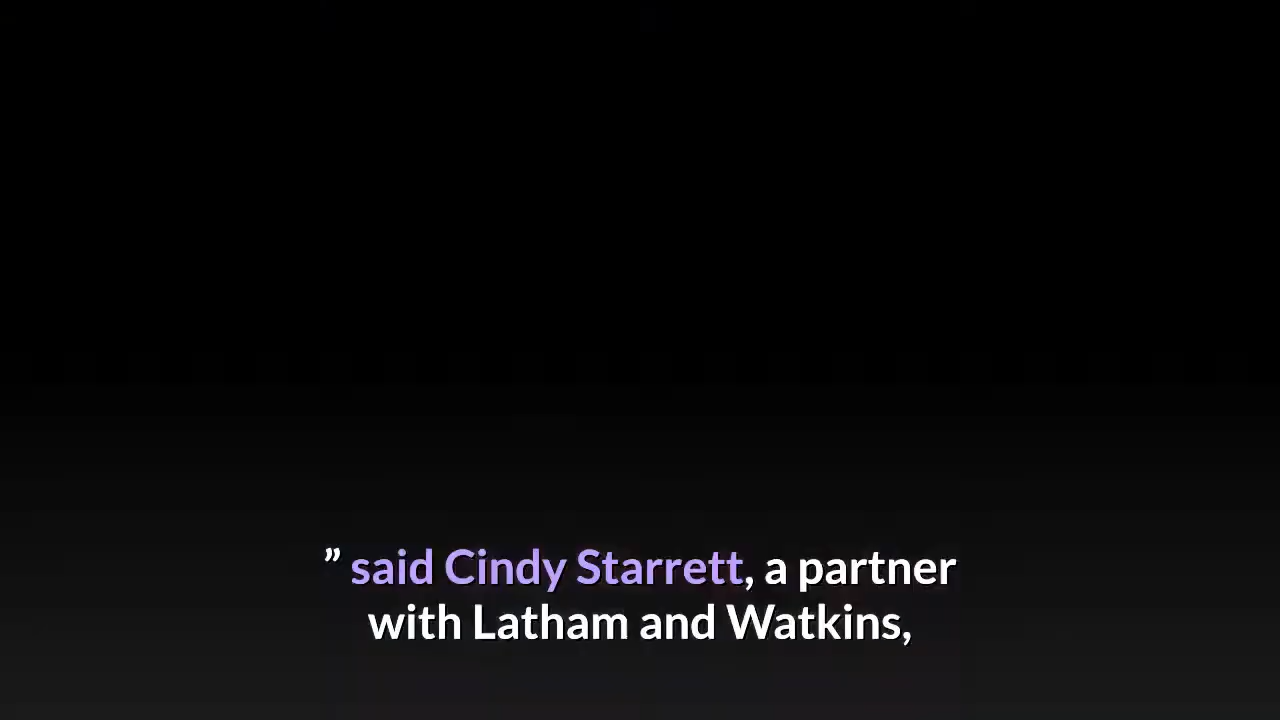 ” said Cindy Starrett, a partner
with Latham and Watkins,